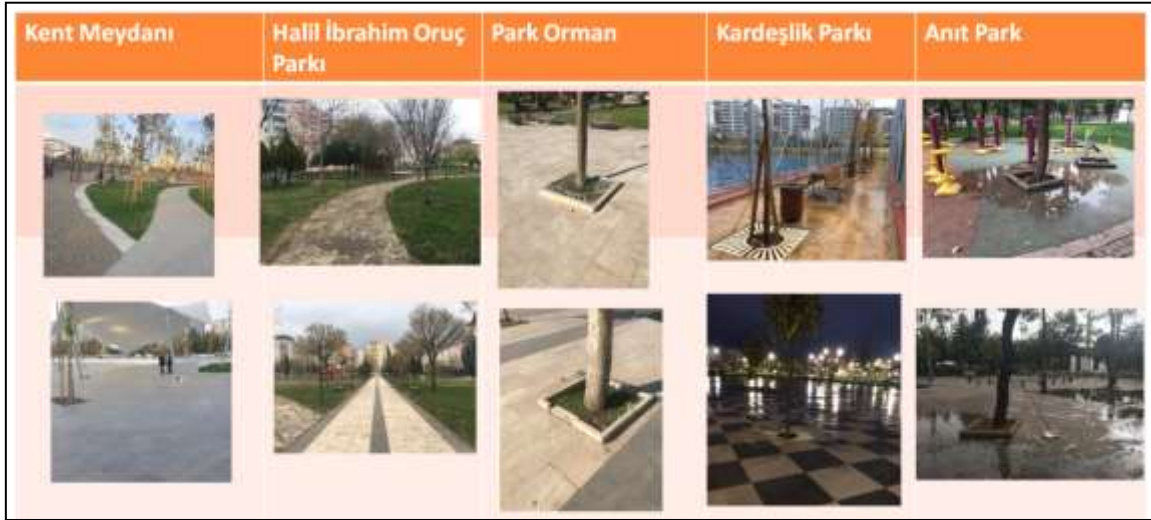 Kent Meydanı
Halil İbrahim Oruç
Parkı
Park Orman
Kardeşlik Parkı
Anıt Park